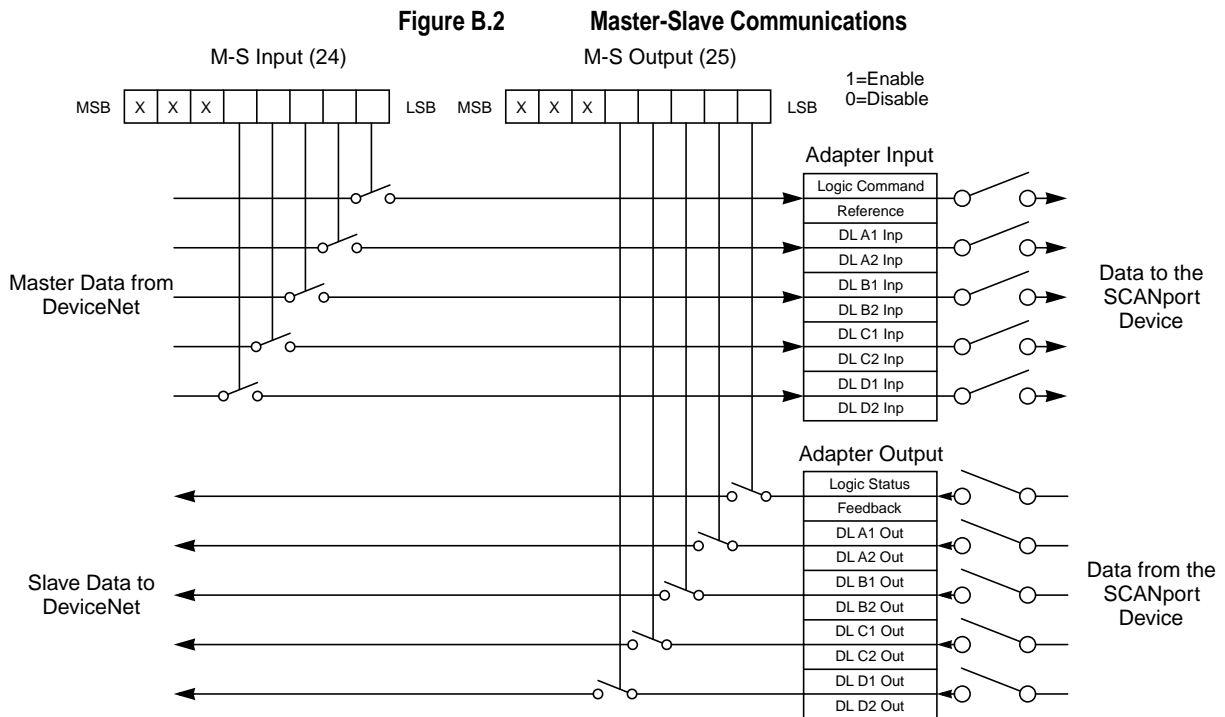 Figure B.2 Master-Slave Communications
M-S Input (24) M-S Output (25)
1=Enable
0=Disable
MSB X X X LSB MSB X X X LSB
Adapter Input
Logic Command
Reference
DL A1 Inp
DL A2 Inp
DL B1 Inp
DL B2 Inp
DL C1 Inp
DL C2 Inp
DL D1 Inp
DL D2 Inp
Master Data from
DeviceNet
Data to the
SCANport
Device
Adapter Output
Logic Status
Feedback
DL A1 Out
DL A2 Out
DL B1 Out
DL B2 Out
DL C1 Out
DL C2 Out
DL D1 Out
DL D2 Out
Slave Data to
DeviceNet
Data from the
SCANport
Device